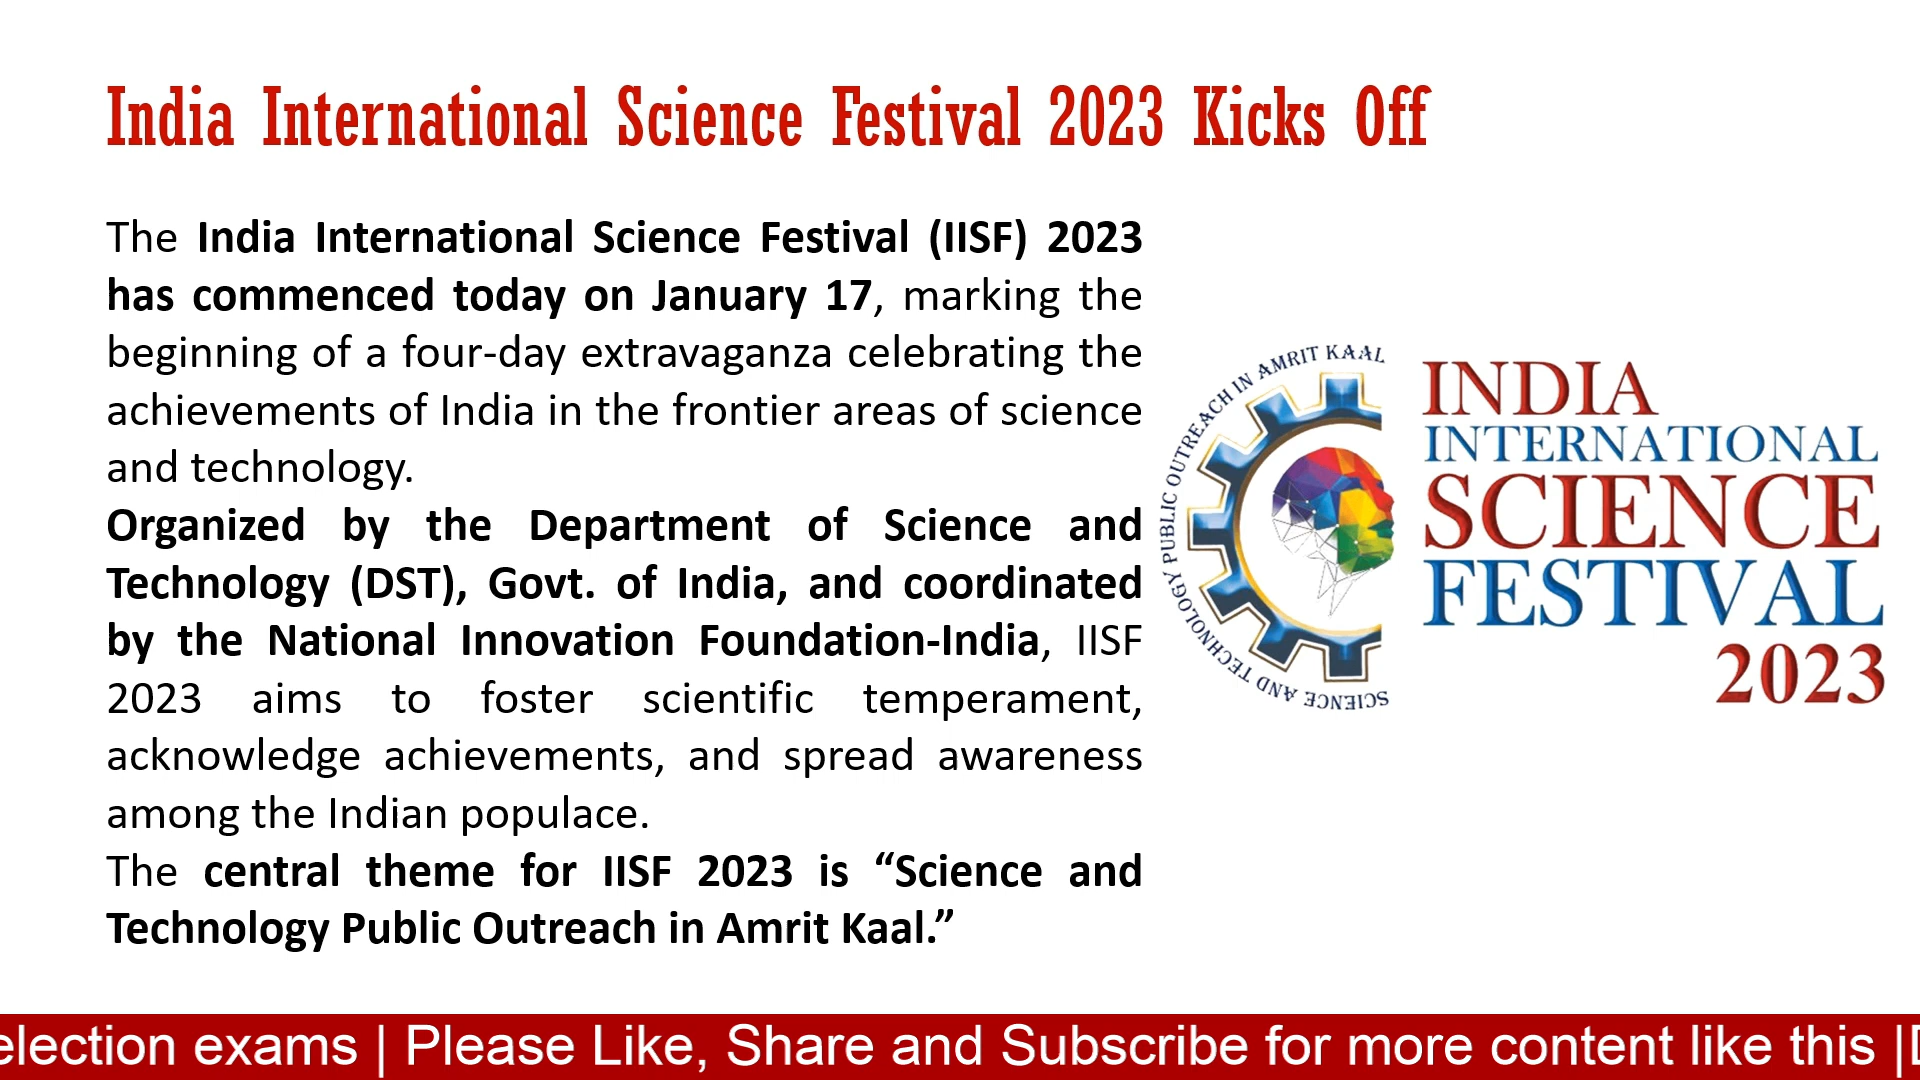 India International Science Festival 2023 Kicks Off
The India International Science Festival (IISF) 2023
has commenced today on January 17, marking the
beginning of a four-day extravaganza celebrating the
achievements of India in the frontier areas of science
and technology.
Organized by the Department of Science and
Technology (DST), Govt. of India, and coordinated
by the National Innovation Foundation-India, IISF
2023 aims to foster scientific temperament,
acknowledge achievements, and spread awareness
among the Indian populace.
The central theme for IISF 2023 is “Science and
Technology Public Outreach in Amrit Kaal.”
SCIENCE AND TECHNOLOGY PUBLIC OUTREACH IN AMRIT KAAL
INDIA
INTERNATIONAL
SCIENCE
FESTIVAL
2023
election exams | Please Like, Share and Subscribe for more content like this |